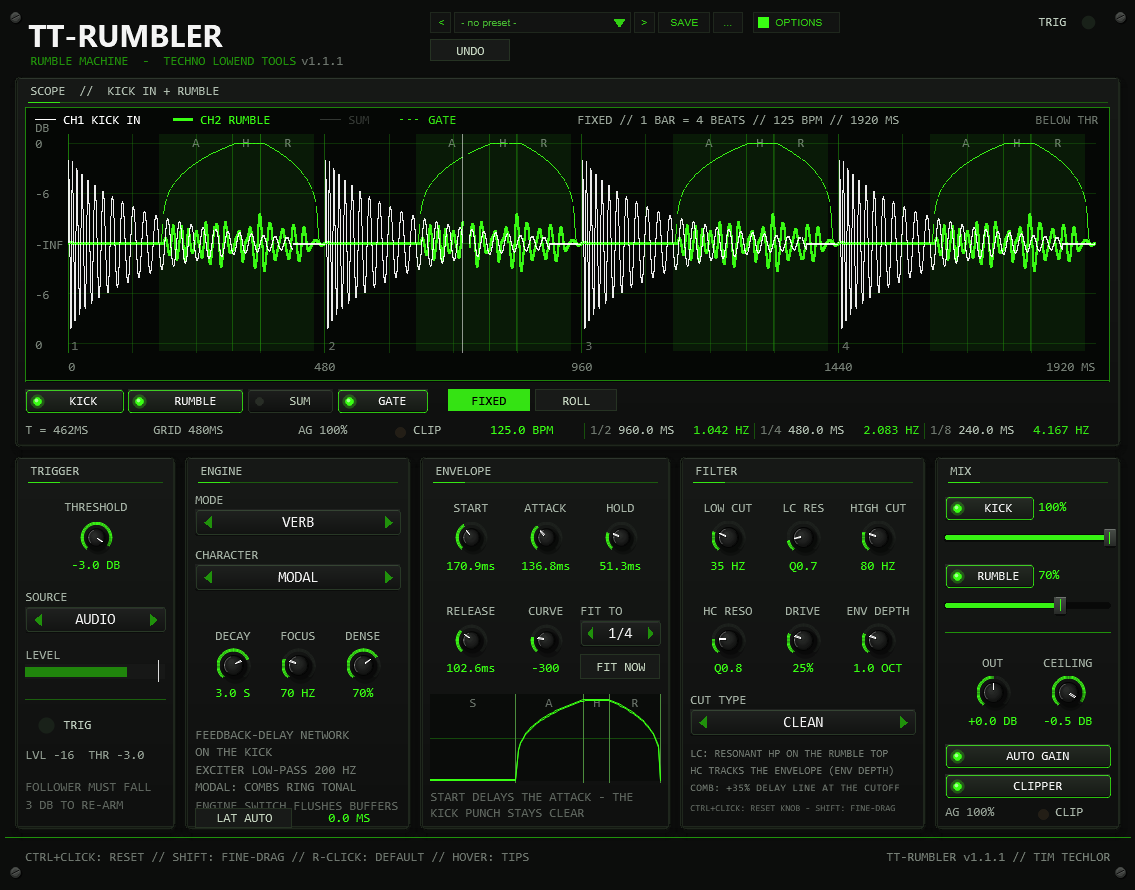 < - no preset - > SAVE ... OPTIONS TRIG
TT-RUMBLER
UNDO
RUMBLE MACHINE - TECHNO LOWEND TOOLS v1.1.1
SCOPE // KICK IN + RUMBLE
CH1 KICK IN CH2 RUMBLE SUM GATE FIXED // 1 BAR = 4 BEATS // 125 BPM // 1920 MS BELOW THR
DB
0 A H R A H R A H R A H R
-6
-INF
-6
0 1 2 3 4
0 480 960 1440 1920 MS
KICK RUMBLE SUM GATE FIXED ROLL
T = 462MS GRID 480MS AG 100% CLIP 125.0 BPM 1/2 960.0 MS 1.042 HZ 1/4 480.0 MS 2.083 HZ 1/8 240.0 MS 4.167 HZ
TRIGGER
THRESHOLD
-3.0 DB
SOURCE
AUDIO
LEVEL
TRIG
LVL -16 THR -3.0
FOLLOWER MUST FALL
3 DB TO RE-ARM
ENGINE
MODE
VERB
CHARACTER
MODAL
DECAY FOCUS DENSE
3.0 S 70 HZ 70%
FEEDBACK-DELAY NETWORK
ON THE KICK
EXCITER LOW-PASS 200 HZ
MODAL: COMBS RING TONAL
ENGINE SWITCH FLUSHES BUFFERS
LAT AUTO 0.0 MS
ENVELOPE
START ATTACK HOLD
170.9ms 136.8ms 51.3ms
RELEASE CURVE FIT TO
1/4
102.6ms -300 FIT NOW
S A H R
START DELAYS THE ATTACK - THE
KICK PUNCH STAYS CLEAR
FILTER
LOW CUT LC RES HIGH CUT
35 HZ Q0.7 80 HZ
HC RESO DRIVE ENV DEPTH
Q0.8 25% 1.0 OCT
CUT TYPE
CLEAN
LC: RESONANT HP ON THE RUMBLE TOP
HC TRACKS THE ENVELOPE (ENV DEPTH)
COMB: +35% DELAY LINE AT THE CUTOFF
CTRL+CLICK: RESET KNOB - SHIFT: FINE-DRAG
MIX
KICK 100%
RUMBLE 70%
OUT CEILING
+0.0 DB -0.5 DB
AUTO GAIN
CLIPPER
AG 100% CLIP
CTRL+CLICK: RESET // SHIFT: FINE-DRAG // R-CLICK: DEFAULT // HOVER: TIPS TT-RUMBLER v1.1.1 // TIM TECHLOR